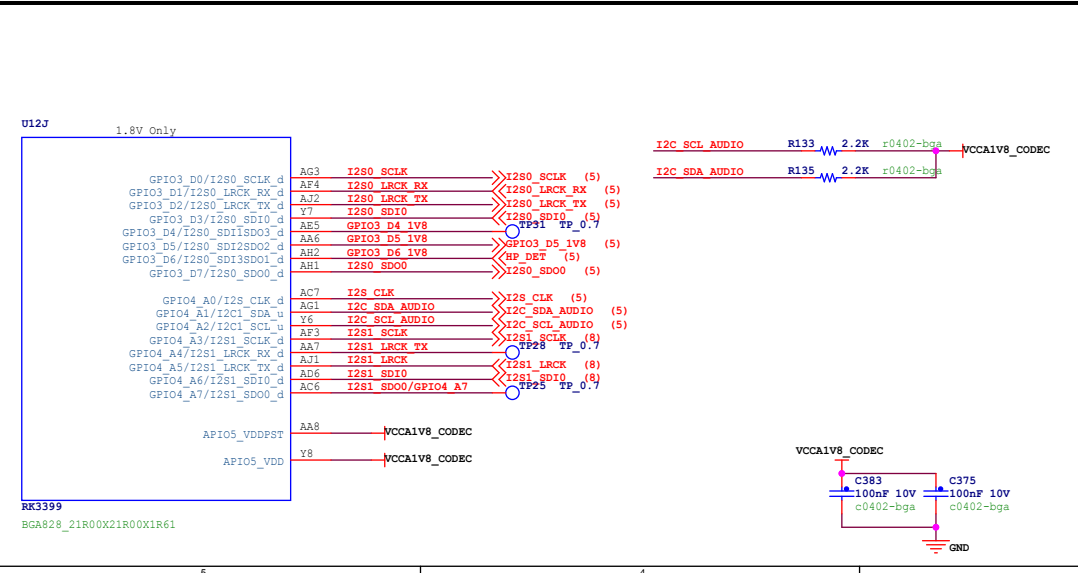 U12J
1.8V Only
GPIO3_D0/I2S0_SCLK_d AG3 I2S0_SCLK I2S0_SCLK (5)
GPIO3_D1/I2S0_LRCK_RX_d AF4 I2S0_LRCK_RX I2S0_LRCK_RX (5)
GPIO3_D2/I2S0_LRCK_TX_d AJ2 I2S0_LRCK_TX I2S0_LRCK_TX (5)
GPIO3_D3/I2S0_SDI0_d Y7 I2S0_SDI0 I2S0_SDI0 (5)
GPIO3_D4/I2S0_SDI1SDO3_d AE5 GPIO3_D4_1V8 TP31 TP_0.7
GPIO3_D5/I2S0_SDI2SDO2_d AA6 GPIO3_D5_1V8 GPIO3_D5_1V8 (5)
GPIO3_D6/I2S0_SDI3SDO1_d AH2 GPIO3_D6_1V8 HP_DET (5)
GPIO3_D7/I2S0_SDO0_d AH1 I2S0_SDO0 I2S0_SDO0 (5)
GPIO4_A0/I2S_CLK_d AC7 I2S_CLK I2S_CLK (5)
GPIO4_A1/I2C1_SDA_u AG1 I2C_SDA_AUDIO I2C_SDA_AUDIO (5)
GPIO4_A2/I2C1_SCL_u Y6 I2C_SCL_AUDIO I2C_SCL_AUDIO (5)
GPIO4_A3/I2S1_SCLK_d AF3 I2S1_SCLK I2S1_SCLK (8)
GPIO4_A4/I2S1_LRCK_RX_d AA7 I2S1_LRCK_TX TP28 TP_0.7
GPIO4_A5/I2S1_LRCK_TX_d AJ1 I2S1_LRCK I2S1_LRCK (8)
GPIO4_A6/I2S1_SDI0_d AD6 I2S1_SDI0 I2S1_SDI0 (8)
GPIO4_A7/I2S1_SDO0_d AC6 I2S1_SDO0/GPIO4_A7 TP25 TP_0.7
APIO5_VDDPST AA8 VCCA1V8_CODEC
APIO5_VDD Y8 VCCA1V8_CODEC
RK3399
BGA828_21R00X21R00X1R61
I2C_SCL_AUDIO R133 2.2K r0402-bga VCCA1V8_CODEC
I2C_SDA_AUDIO R135 2.2K r0402-bga
VCCA1V8_CODEC
C383 C375
100nF 10V 100nF 10V
c0402-bga c0402-bga
GND